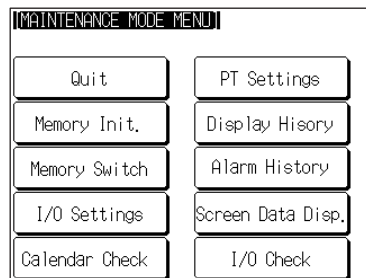 [MAINTENANCE MODE MENU]
Quit
PT Settings
Memory Init.
Display Hisory
Memory Switch
Alarm History
I/O Settings
Screen Data Disp.
Calendar Check
I/O Check